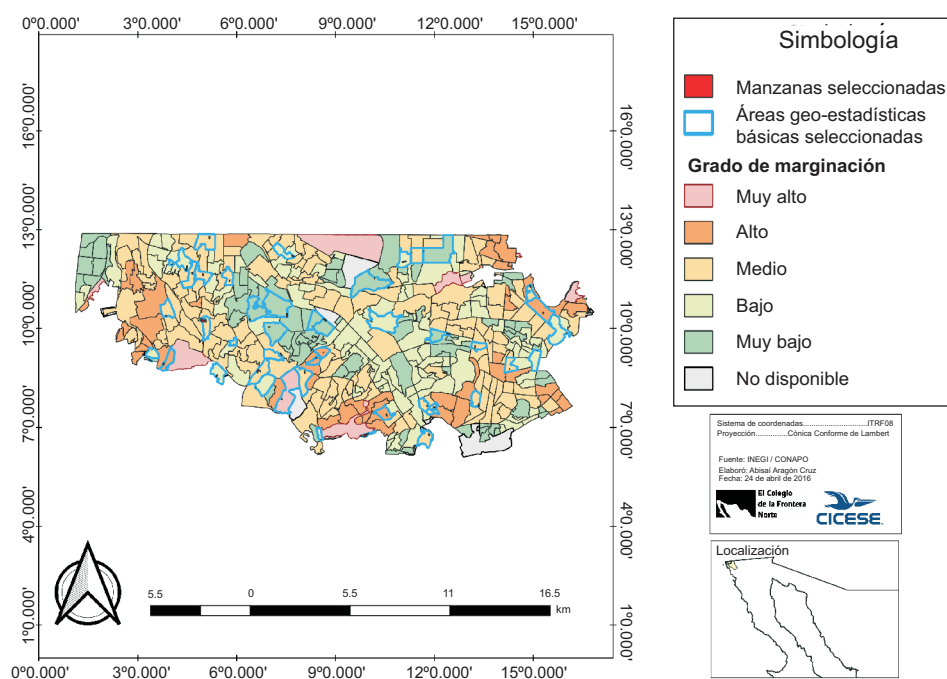 0º0.000' 3º0.000' 6º0.000' 9º0.000' 12º0.000' 15º0.000'
16º0.000'
13º0.000'
10º0.000'
7º0.000'
4º0.000'
1º0.000'
16º0.000'
13º0.000'
10º0.000'
7º0.000'
4º0.000'
1º0.000'
5.5 0 5.5 11 16.5
km
0º0.000' 3º0.000' 6º0.000' 9º0.000' 12º0.000' 15º0.000'
Simbología
Manzanas seleccionadas
Áreas geo-estadísticas
básicas seleccionadas
Grado de marginación
Muy alto
Alto
Medio
Bajo
Muy bajo
No disponible
Sistema de coordenadas............................ITRF08
Proyección..............Cónica Conforme de Lambert
Fuente: INEGI / CONAPO
Elaboró: Abisaí Aragón Cruz
Fecha: 24 de abril de 2016
El Colegio
de la Frontera
Norte
CICESE
Localización